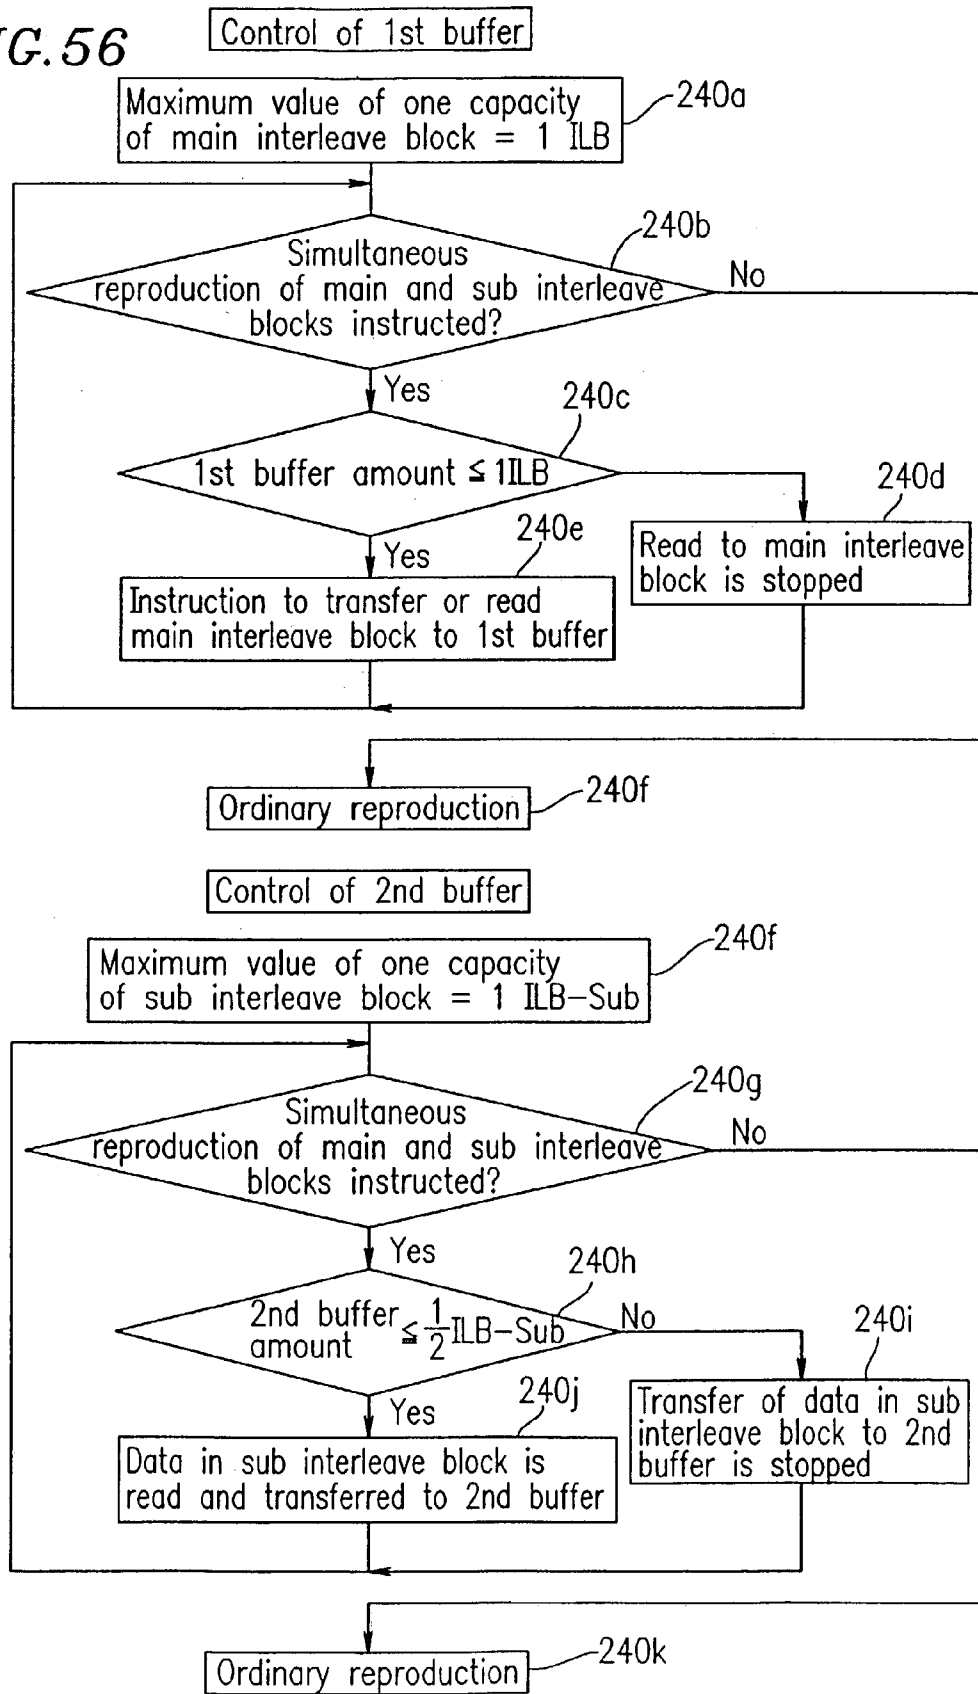 IG.56
Control of 1st buffer
240a
Maximum value of one capacity
of main interleave block = 1 ILB
240b
Simultaneous
reproduction of main and sub interleave
blocks instructed?
No
Yes
240c
1st buffer amount ≦ 1ILB
240d
Read to main interleave
block is stopped
Yes
240e
Instruction to transfer or read
main interleave block to 1st buffer
Ordinary reproduction
240f
Control of 2nd buffer
240f
Maximum value of one capacity
of sub interleave block = 1 ILB-Sub
240g
Simultaneous
reproduction of main and sub interleave
blocks instructed?
No
Yes
240h
2nd buffer
amount ≦ 1/2 ILB-Sub
No
240i
Transfer of data in sub
interleave block to 2nd
buffer is stopped
Yes
240j
Data in sub interleave block is
read and transferred to 2nd buffer
Ordinary reproduction
240k